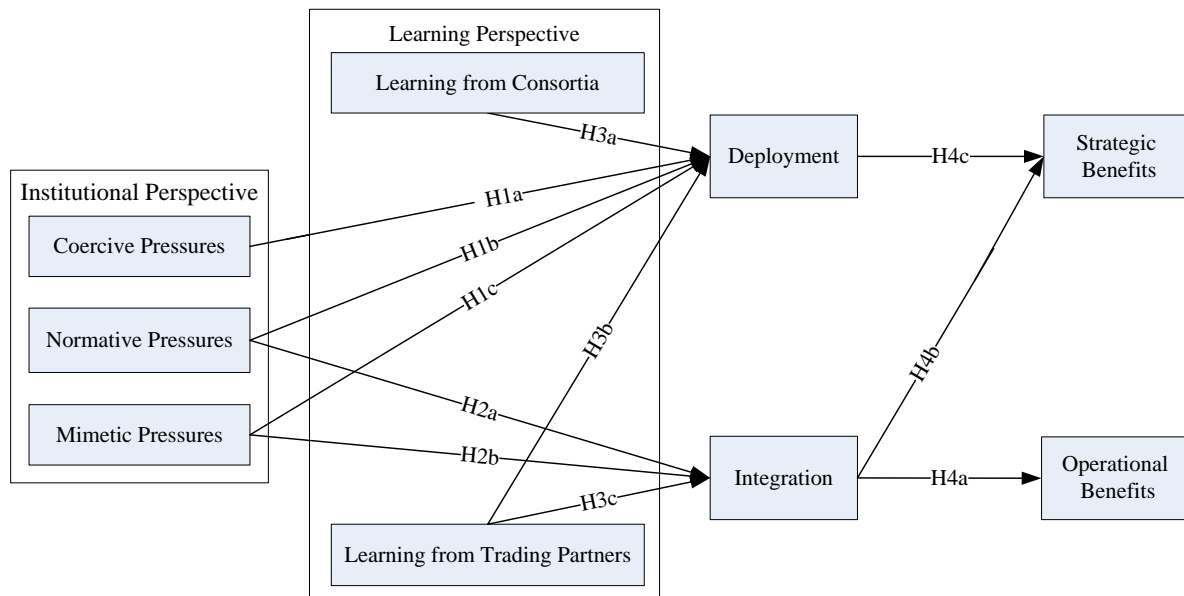 Learning Perspective
Learning from Consortia
H3a
Deployment
H4c
Strategic
Benefits
Institutional Perspective
Coercive Pressures
H1a
H1b
Normative Pressures
H1c
H3b
H4b
Mimetic Pressures
H2a
H2b
Integration
H4a
Operational
Benefits
H3c
Learning from Trading Partners